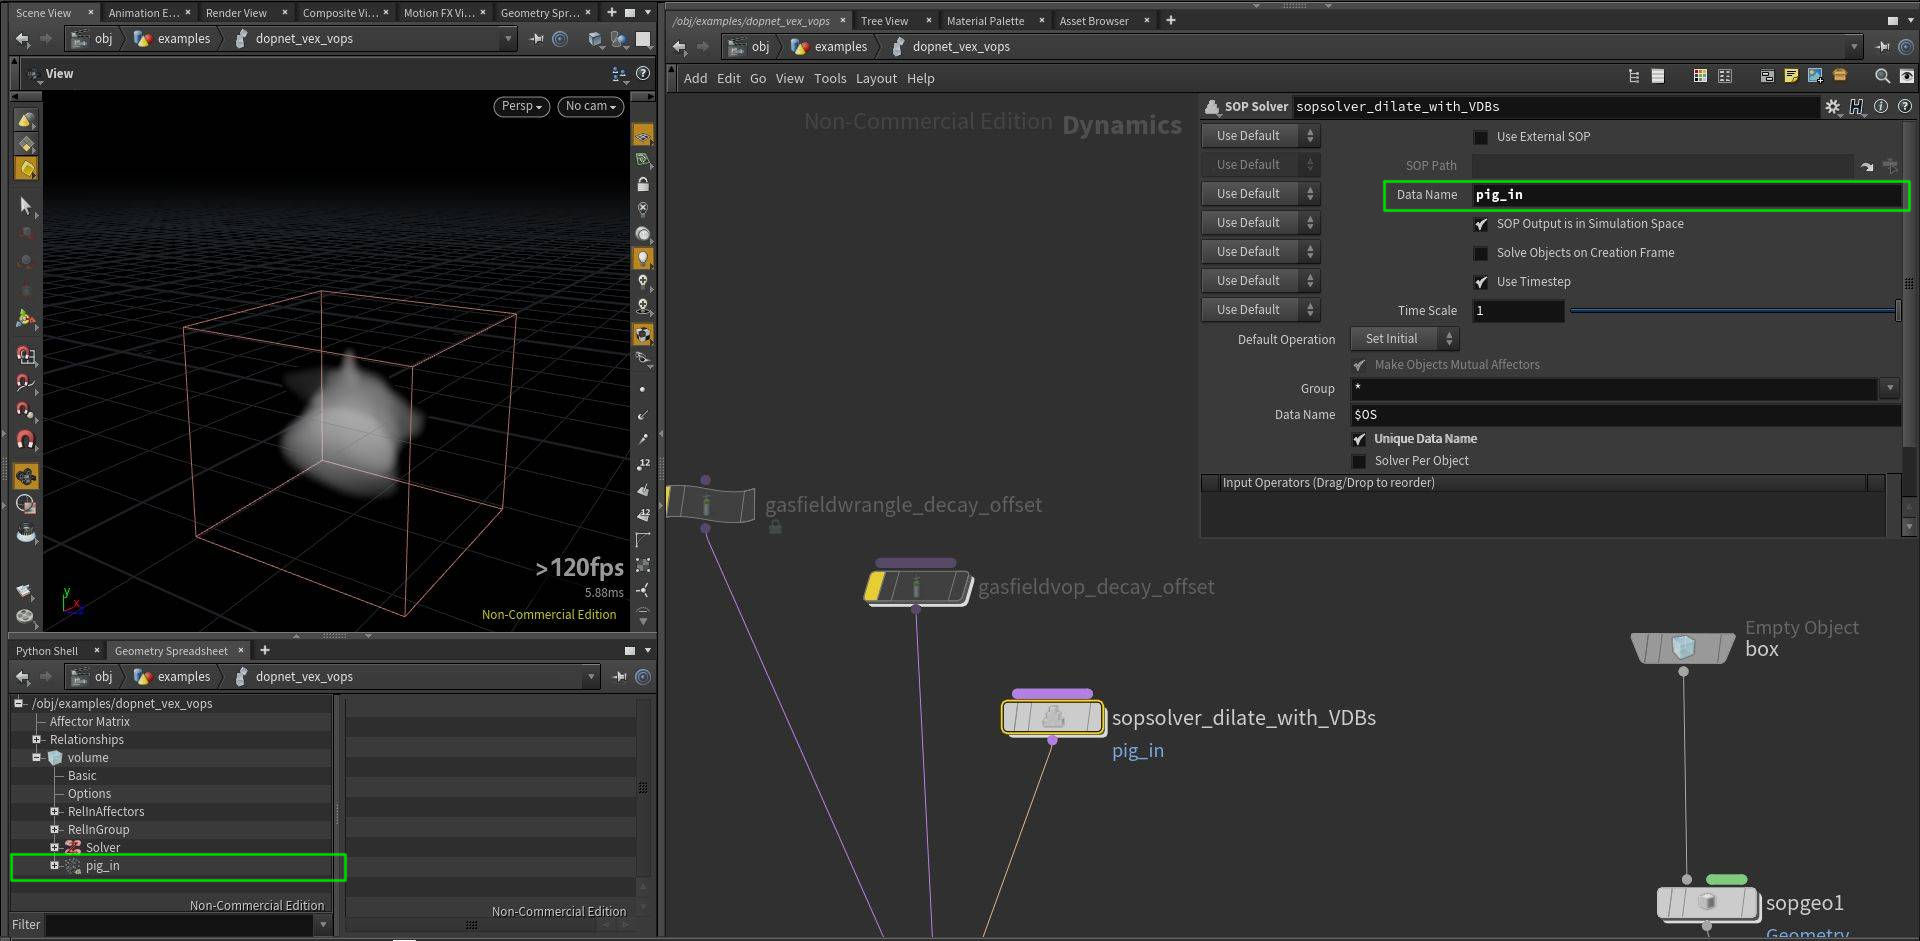 Scene View
Animation E...
Render View
Composite Vi...
Motion FX Vi...
Geometry Spr...
obj
examples
dopnet_vex_vops
View
Persp
No cam
12
12
>120fps
5.88ms
Non-Commercial Edition
y
x
z
Python Shell
Geometry Spreadsheet
obj
examples
dopnet_vex_vops
/obj/examples/dopnet_vex_vops
Affector Matrix
Relationships
volume
Basic
Options
RelInAffectors
RelInGroup
Solver
pig_in
Non-Commercial Edition
Non-Commercial Edition
Filter
/obj/examples/dopnet_vex_vops
Tree View
Material Palette
Asset Browser
obj
examples
dopnet_vex_vops
Add Edit Go View Tools Layout Help
Non-Commercial Edition Dynamics
SOP Solver sopsolver_dilate_with_VDBs
Use Default Use External SOP
Use Default SOP Path
Use Default Data Name pig_in
Use Default SOP Output is in Simulation Space
Use Default Solve Objects on Creation Frame
Use Default Use Timestep
Use Default Time Scale 1
Default Operation Set Initial
Make Objects Mutual Affectors
Group *
Data Name $OS
Unique Data Name
Solver Per Object
Input Operators (Drag/Drop to reorder)
gasfieldwrangle_decay_offset
gasfieldvop_decay_offset
sopsolver_dilate_with_VDBs
pig_in
Empty Object
box
sopgeo1
Geometry